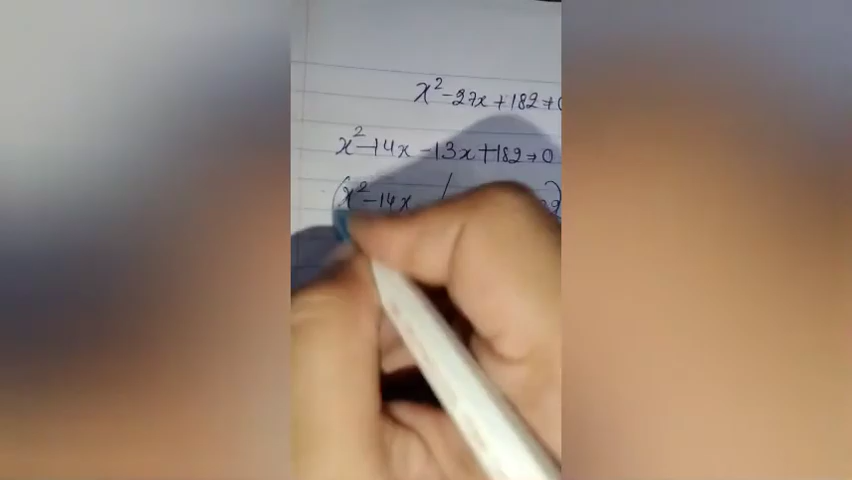 x² - 27x + 182 = 0
x² - 14x - 13x + 182 = 0
(x² - 14x